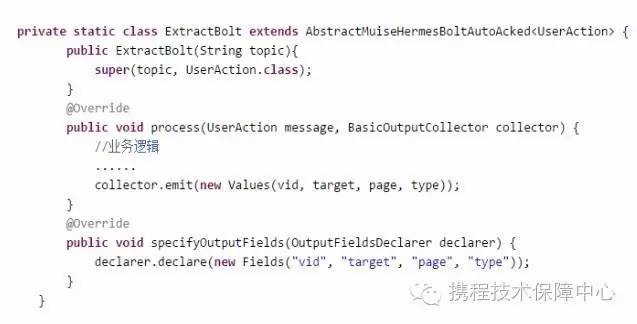 private static class ExtractBolt extends AbstractMuiseHermesBoltAutoAcked<UserAction> {
public ExtractBolt(String topic){
super(topic, UserAction.class);
}
@Override
public void process(UserAction message, BasicOutputCollector collector) {
//业务逻辑
......
collector.emit(new Values(vid, target, page, type));
}
@Override
public void specifyOutputFields(OutputFieldsDeclarer declarer) {
declarer.declare(new Fields("vid", "target", "page", "type"));
}
}
携程技术保障中心